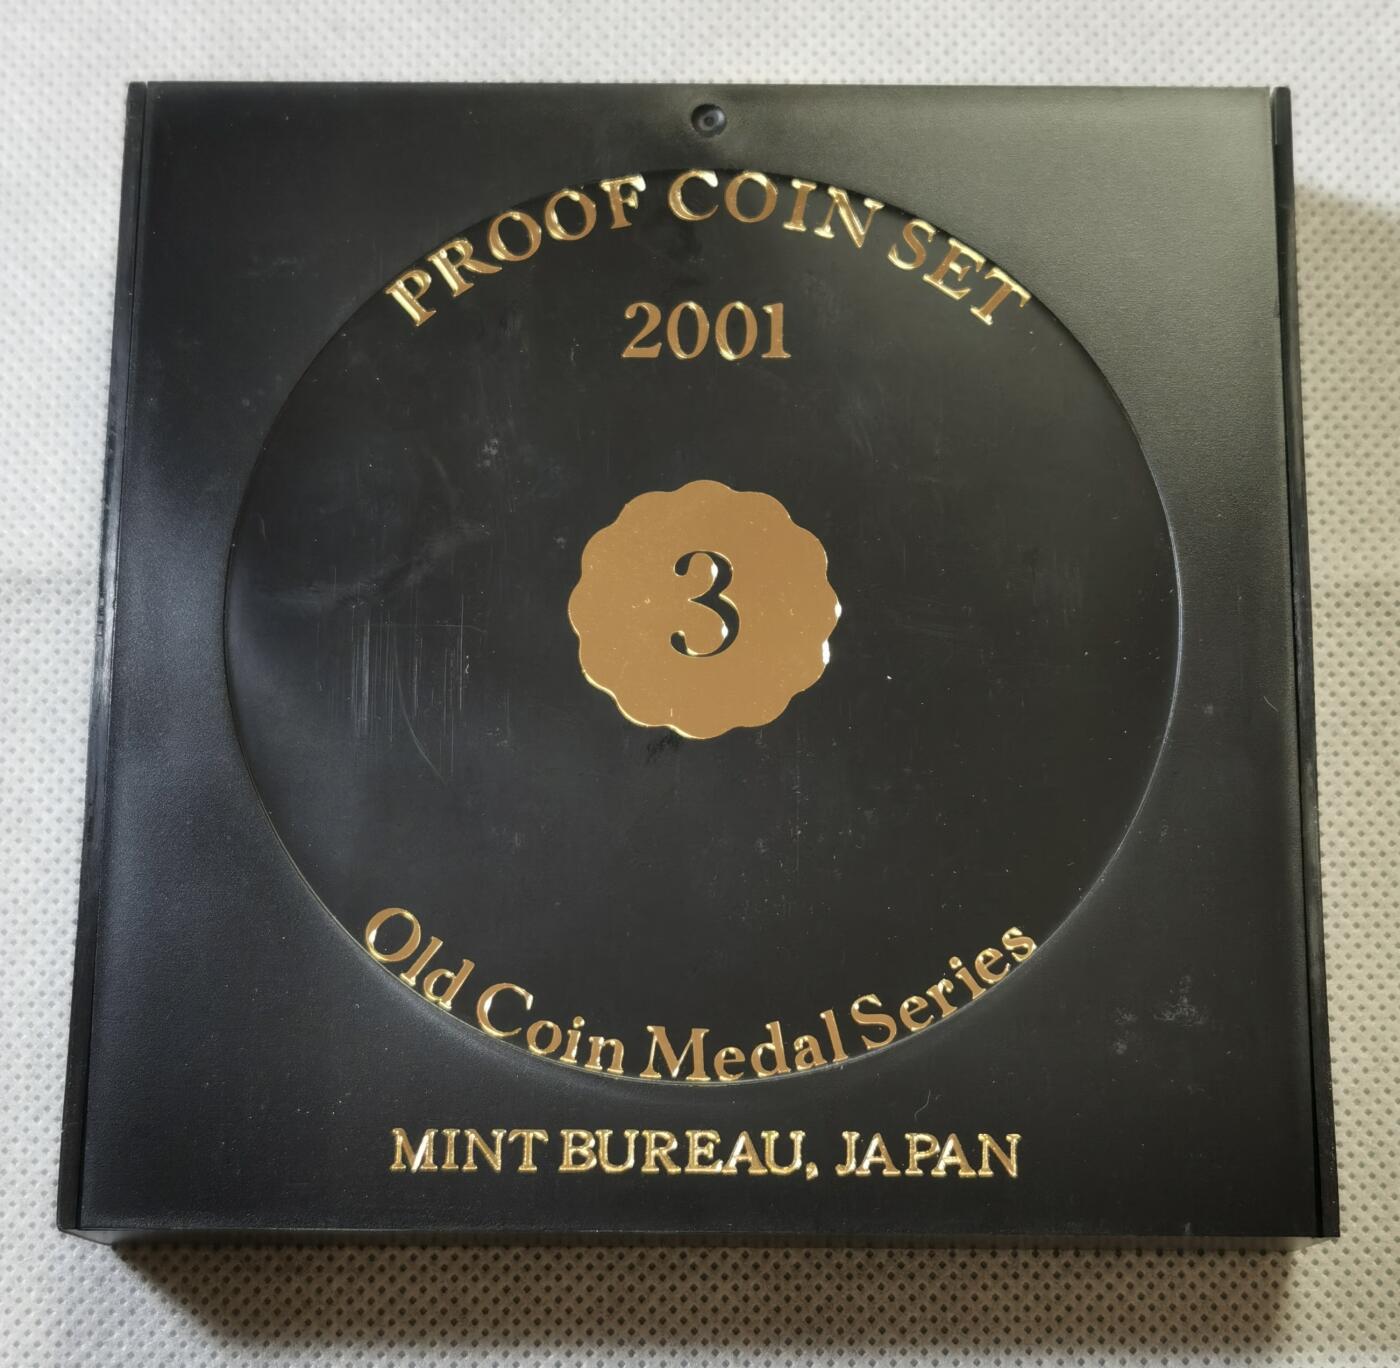 PROOF COIN SET
2001
3
Old Coin Medal Series
MINT BUREAU, JAPAN